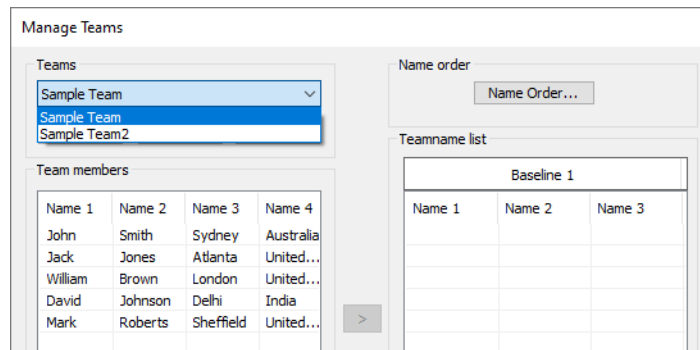 Manage Teams
Teams
Sample Team
Sample Team
Sample Team2
Name order
Name Order...
Team members
Name 1 Name 2 Name 3 Name 4
John Smith Sydney Australia
Jack Jones Atlanta United...
William Brown London United...
David Johnson Delhi India
Mark Roberts Sheffield United...
>
Teamname list
Baseline 1
Name 1 Name 2 Name 3